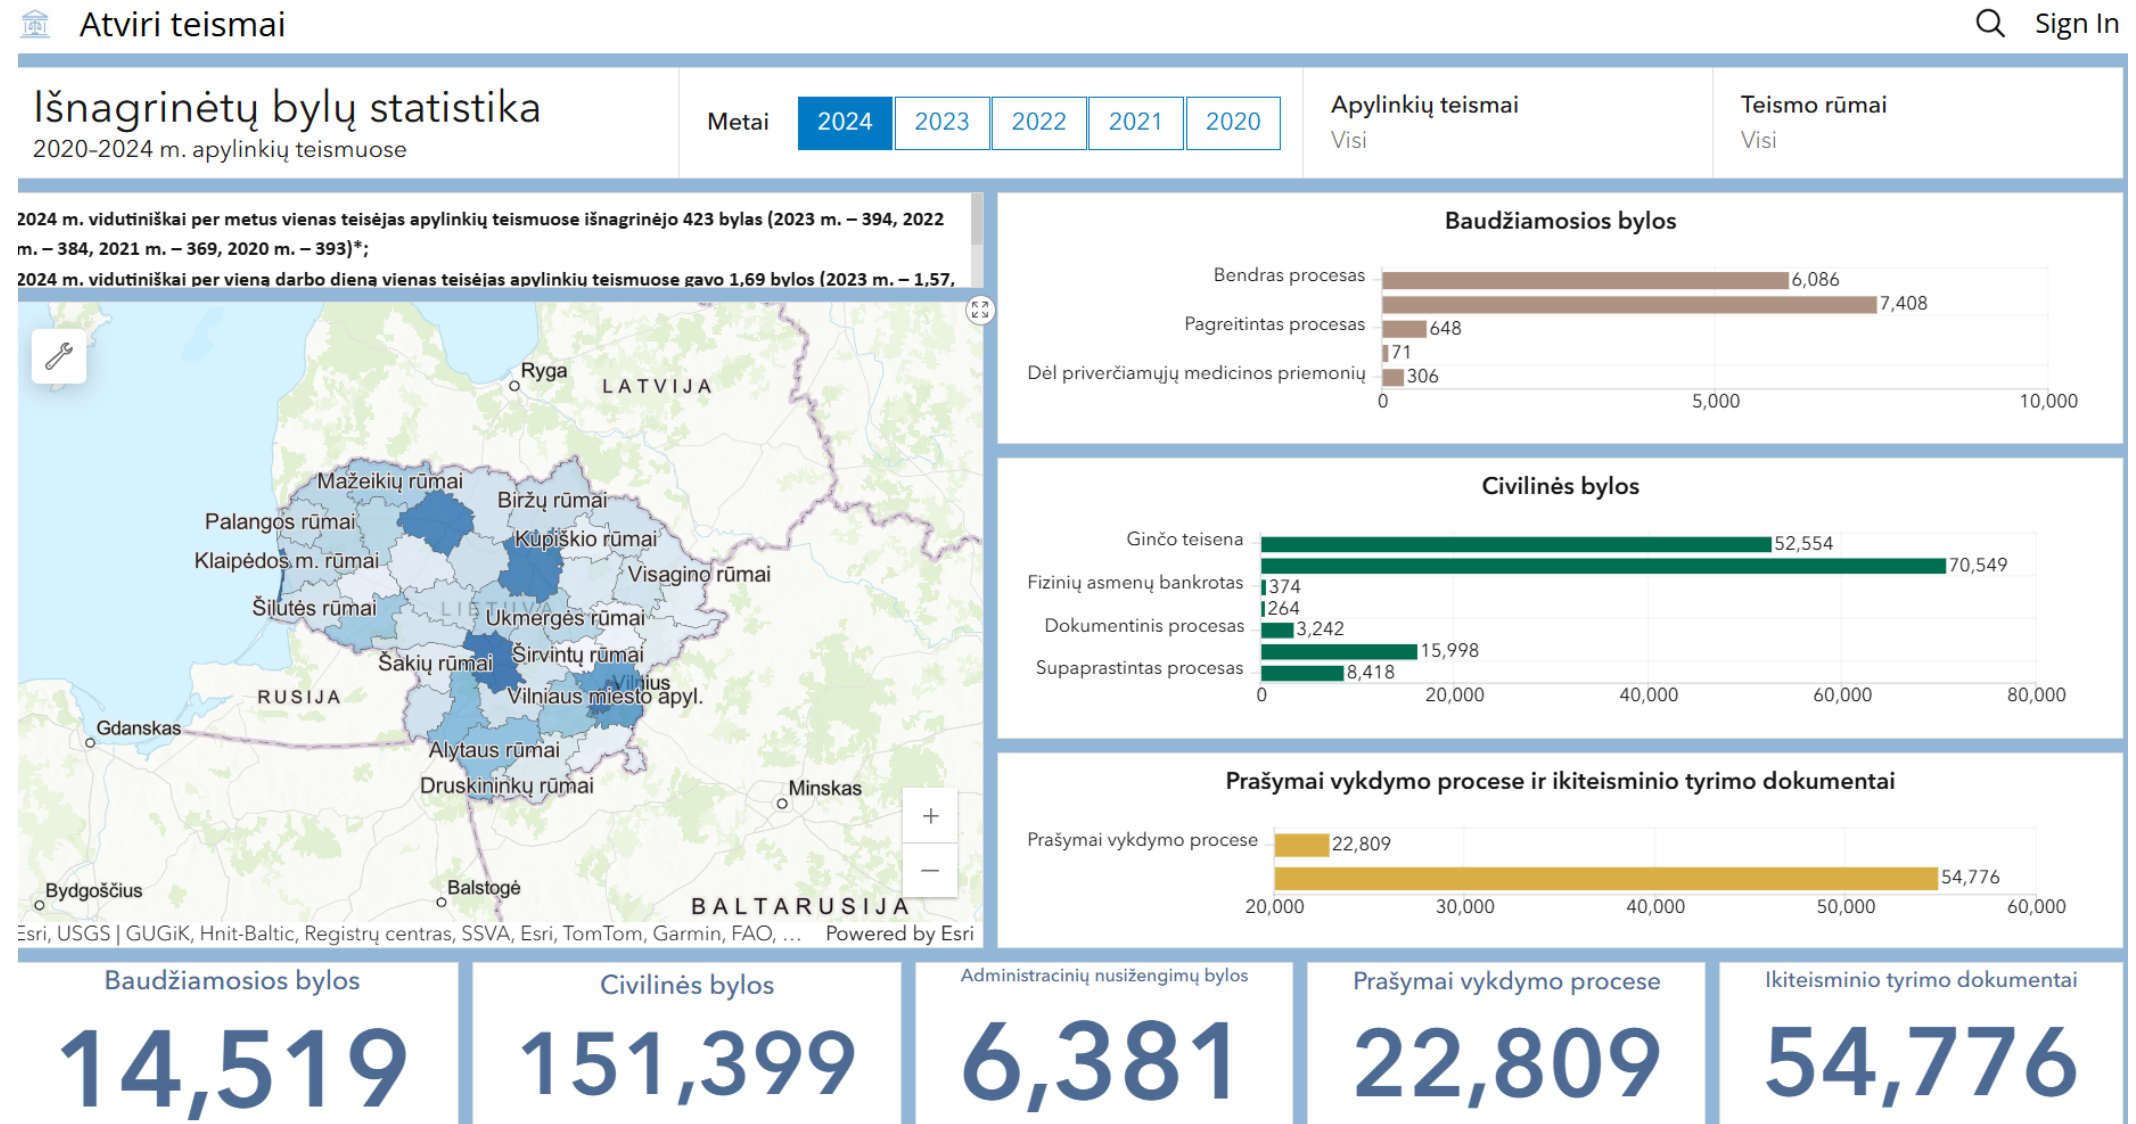 Atviri teismai
Sign In
Išnagrinėtų bylų statistika
2020-2024 m. apylinkių teismuose
Metai
2024
2023
2022
2021
2020
Apylinkių teismai
Visi
Teismo rūmai
Visi
2024 m. vidutiniškai per metus vienas teisėjas apylinkių teismuose išnagrinėjo 423 bylas (2023 m. – 394, 2022
m. – 384, 2021 m. – 369, 2020 m. – 393)*;
2024 m. vidutiniškai per vieną darbo dieną vienas teisėjas apylinkių teismuose gavo 1,69 bylos (2023 m. – 1,57,
Ryga
LATVIJA
Mažeikių rūmai
Biržų rūmai
Palangos rūmai
Kupiškio rūmai
Klaipėdos m. rūmai
Visagino rūmai
Šilutės rūmai
LIETUVA
Ukmergės rūmai
Širvintų rūmai
Šakių rūmai
Vilnius
Vilniaus miesto apyl.
RUSIJA
Gdanskas
Alytaus rūmai
Druskininkų rūmai
Minskas
Bydgoščius
Balstogė
BALTARUSIJA
+
−
Esri, USGS | GUGiK, Hnit-Baltic, Registrų centras, SSVA, Esri, TomTom, Garmin, FAO, ...
Powered by Esri
Baudžiamosios bylos
Bendras procesas
6,086
7,408
Pagreitintas procesas
648
71
Dėl priverčiamųjų medicinos priemonių
306
0
5,000
10,000
Civilinės bylos
Ginčo teisena
52,554
70,549
Fizinių asmenų bankrotas
374
264
Dokumentinis procesas
3,242
15,998
Supaprastintas procesas
8,418
0
20,000
40,000
60,000
80,000
Prašymai vykdymo procese ir ikiteisminio tyrimo dokumentai
Prašymai vykdymo procese
22,809
54,776
20,000
30,000
40,000
50,000
60,000
Baudžiamosios bylos
14,519
Civilinės bylos
151,399
Administracinių nusižengimų bylos
6,381
Prašymai vykdymo procese
22,809
Ikiteisminio tyrimo dokumentai
54,776